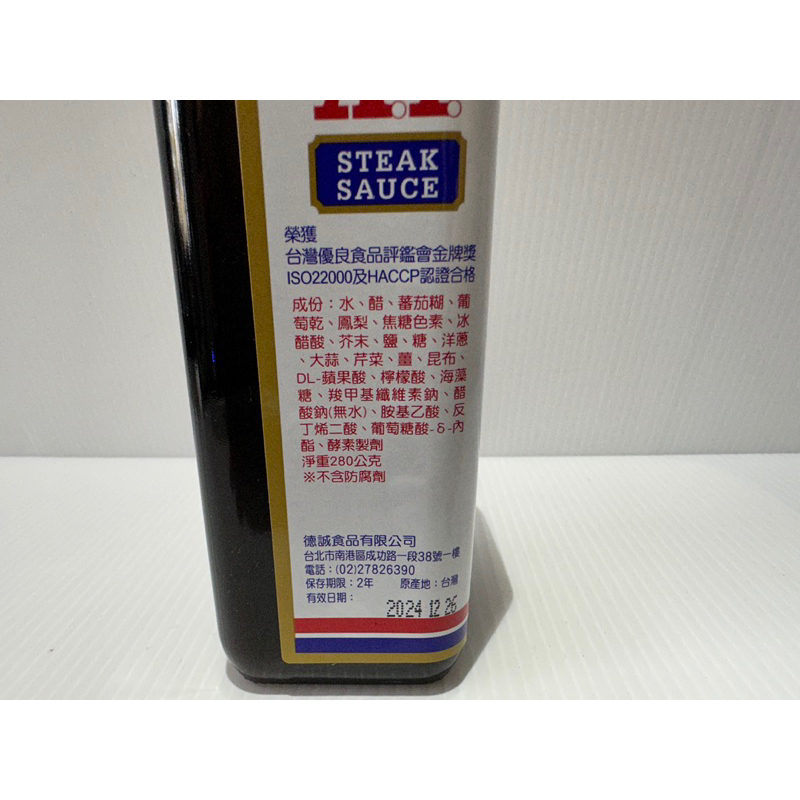 A.1.
STEAK
SAUCE
榮獲
台灣優良食品評鑑會金牌獎
ISO22000及HACCP認證合格
成份：水、醋、蕃茄糊、葡
萄乾、鳳梨、焦糖色素、冰
醋酸、芥末、鹽、糖、洋蔥
、大蒜、芹菜、薑、昆布、
DL-蘋果酸、檸檬酸、海藻
糖、羧甲基纖維素鈉、醋
酸鈉(無水)、胺基乙酸、反
丁烯二酸、葡萄糖酸-δ-內
酯、酵素製劑
淨重280公克
※不含防腐劑
德誠食品有限公司
台北市南港區成功路一段38號一樓
電話：(02)27826390
保存期限：2年 原產地：台灣
有效日期：
2024 12 26